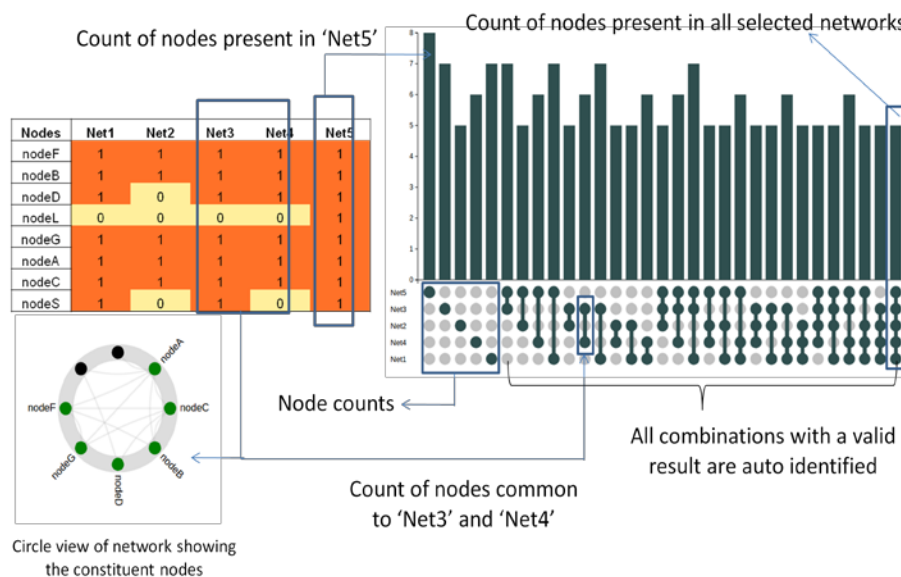 Count of nodes present in ‘Net5’
Count of nodes present in all selected networks
Nodes Net1 Net2 Net3 Net4 Net5
nodeF 1 1 1 1 1
nodeB 1 1 1 1 1
nodeD 1 0 1 1 1
nodeL 0 0 0 0 1
nodeG 1 1 1 1 1
nodeA 1 1 1 1 1
nodeC 1 1 1 1 1
nodeS 1 0 1 0 1
8
7
6
5
4
3
2
1
0
Net5
Net3
Net2
Net4
Net1
nodeA
nodeC
nodeB
nodeD
nodeG
nodeF
Node counts
All combinations with a valid
result are auto identified
Count of nodes common
to ‘Net3’ and ‘Net4’
Circle view of network showing
the constituent nodes